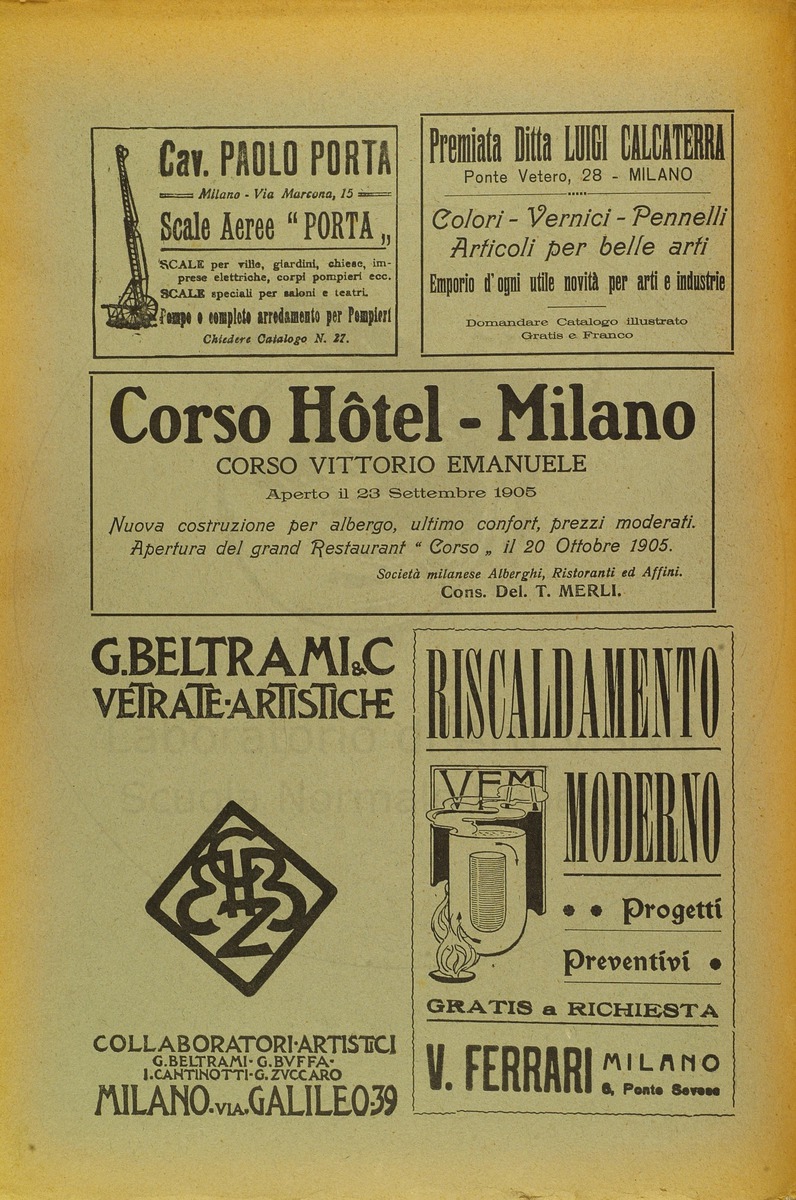 Cav. PAOLO PORTA
Milano - Via Marcona, 15
Scale Aeree “ PORTA „
SCALE per ville, giardini, chiese, im-
prese elettriche, corpi pompieri ecc.
SCALE speciali per saloni e teatri.
Pompe e completo arredamento per Pompieri
Chiedere Catalogo N. 27.
Premiata Ditta LUIGI CALCATERRA
Ponte Vetero, 28 - MILANO
Colori - Vernici - Pennelli
Articoli per belle arti
Emporio d'ogni utile novità per arti e industrie
Domandare Catalogo illustrato
Gratis e Franco
Corso Hôtel - Milano
CORSO VITTORIO EMANUELE
Aperto il 23 Settembre 1905
Nuova costruzione per albergo, ultimo confort, prezzi moderati.
Apertura del grand Restaurant “ Corso „ il 20 Ottobre 1905.
Società milanese Alberghi, Ristoranti ed Affini.
Cons. Del. T. MERLI.
G. BELTRAMI & C
VETRATE·ARTISTICHE
COLLABORATORI·ARTISTICI
G. BELTRAMI· G. BVFFA·
I. CANTINOTTI·G. ZVCCARO
MILANO·VIA·GALILEO·39
RISCALDAMENTO
VFM
MODERNO
• • Progetti
Preventivi •
GRATIS a RICHIESTA
V. FERRARI MILANO
6, Ponte Seveso